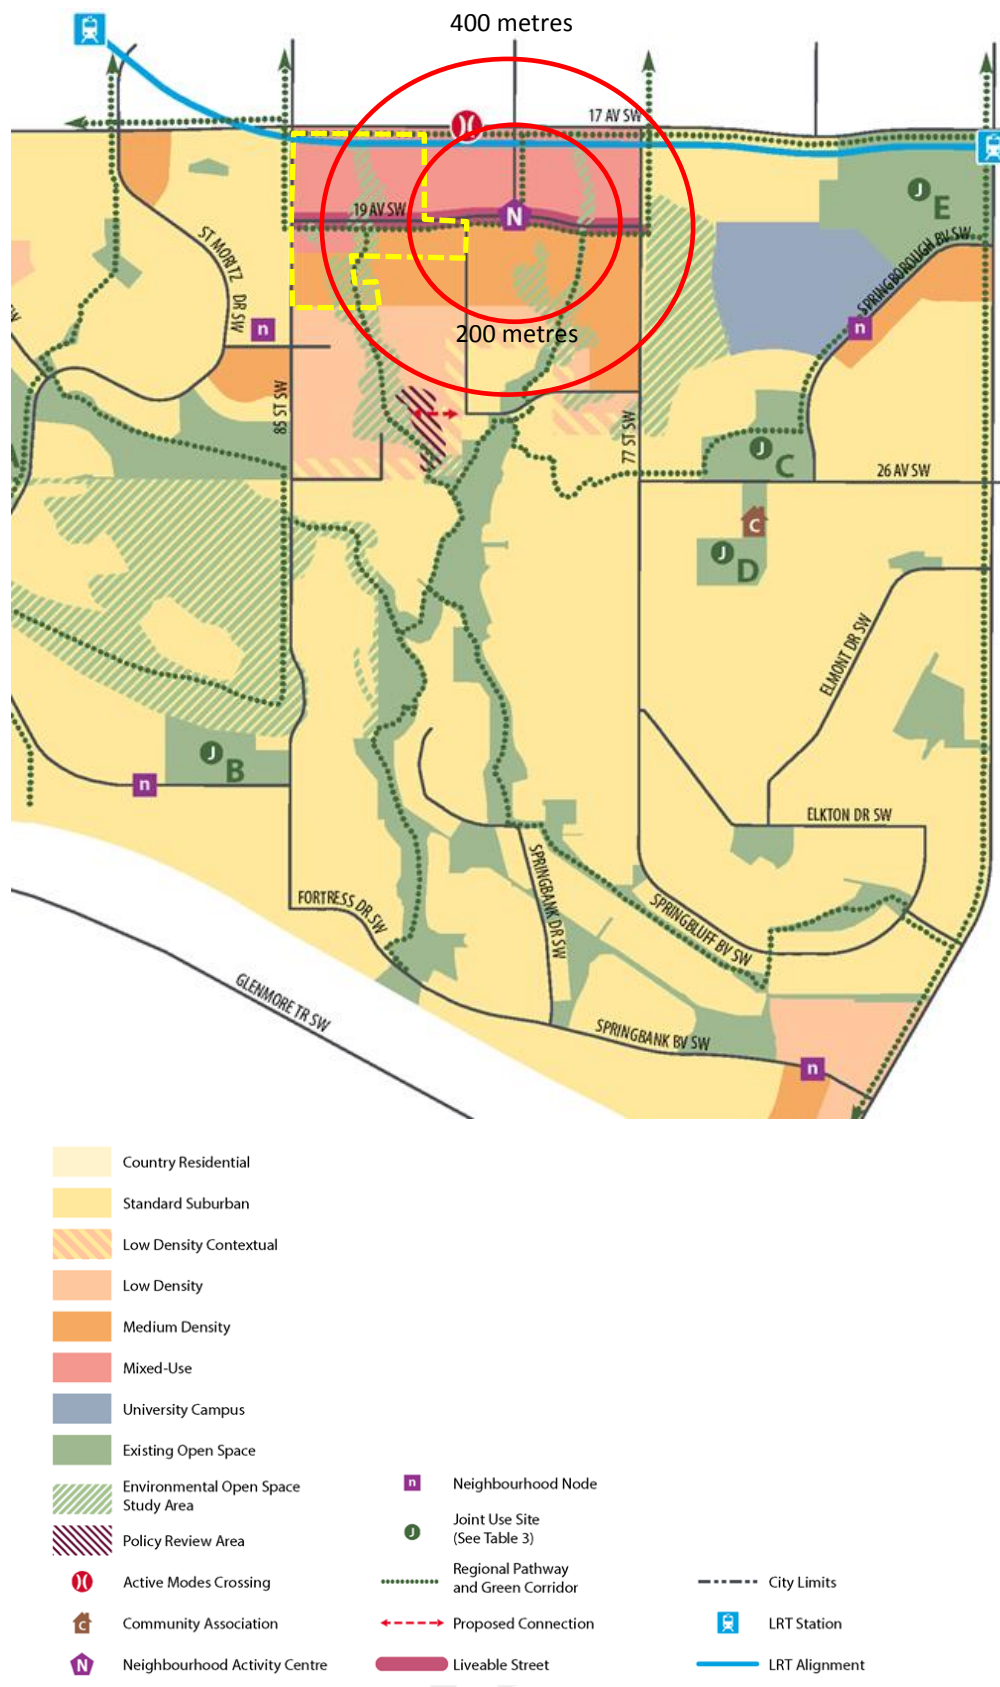 400 metres
17 AV SW
19 AV SW
N
J
E
ST MORITZ
DR SW
SPRINGBOROUGH BV SW
n
n
200 metres
85 ST SW
77 ST SW
J
C
26 AV SW
C
J
D
ELMONT DR SW
J
B
n
ELKTON DR SW
FORTRESS DR SW
SPRINGBANK DR SW
SPRINGBLUFF BV SW
GLENMORE TR SW
SPRINGBANK BV SW
n
Country Residential
Standard Suburban
Low Density Contextual
Low Density
Medium Density
Mixed-Use
University Campus
Existing Open Space
Environmental Open Space
Study Area
Policy Review Area
Active Modes Crossing
C
Community Association
N
Neighbourhood Activity Centre
n
Neighbourhood Node
J
Joint Use Site
(See Table 3)
Regional Pathway
and Green Corridor
Proposed Connection
Liveable Street
City Limits
LRT Station
LRT Alignment